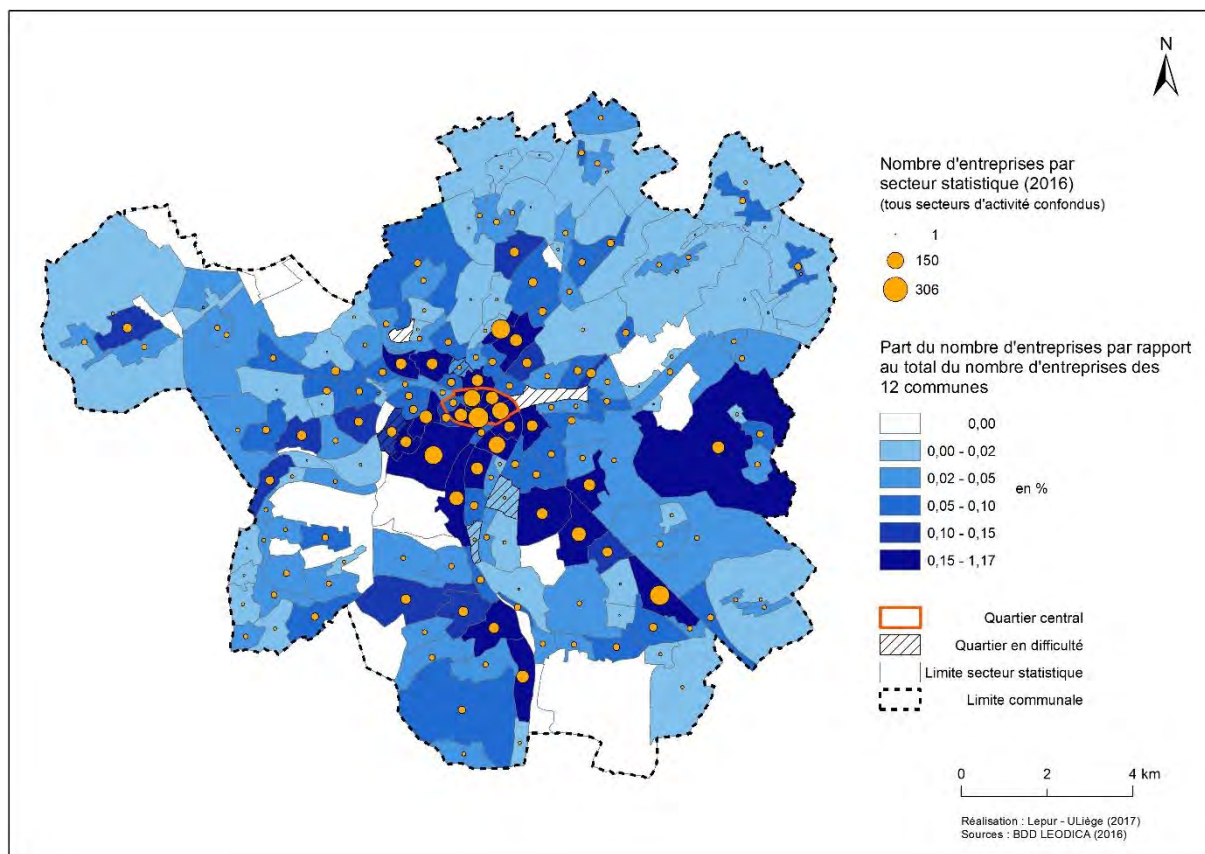 N
Nombre d'entreprises par
secteur statistique (2016)
(tous secteurs d'activité confondus)
1
150
306
Part du nombre d'entreprises par rapport
au total du nombre d'entreprises des
12 communes
0,00
0,00 - 0,02
0,02 - 0,05
en %
0,05 - 0,10
0,10 - 0,15
0,15 - 1,17
Quartier central
Quartier en difficulté
Limite secteur statistique
Limite communale
0 2 4 km
Réalisation : Lepur - ULiège (2017)
Sources : BDD LEODICA (2016)